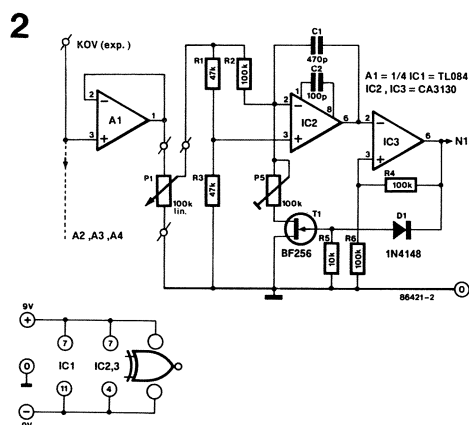 2
KOV (exp.)
A1
2
3
1
A2 ,A3 ,A4
P1
100k
lin.
R1
47k
R2
100k
R3
47k
C1
470p
C2
100p
1
8
2
3
6
IC2
P5
100k
T1
BF256
R5
10k
R6
100k
A1 = 1/4 IC1 = TL084
IC2 , IC3 = CA3130
2
3
6
IC3
N1
R4
100k
D1
1N4148
0
86421-2
9V
+
7
7
0
IC1
IC2,3
11
4
−
9V